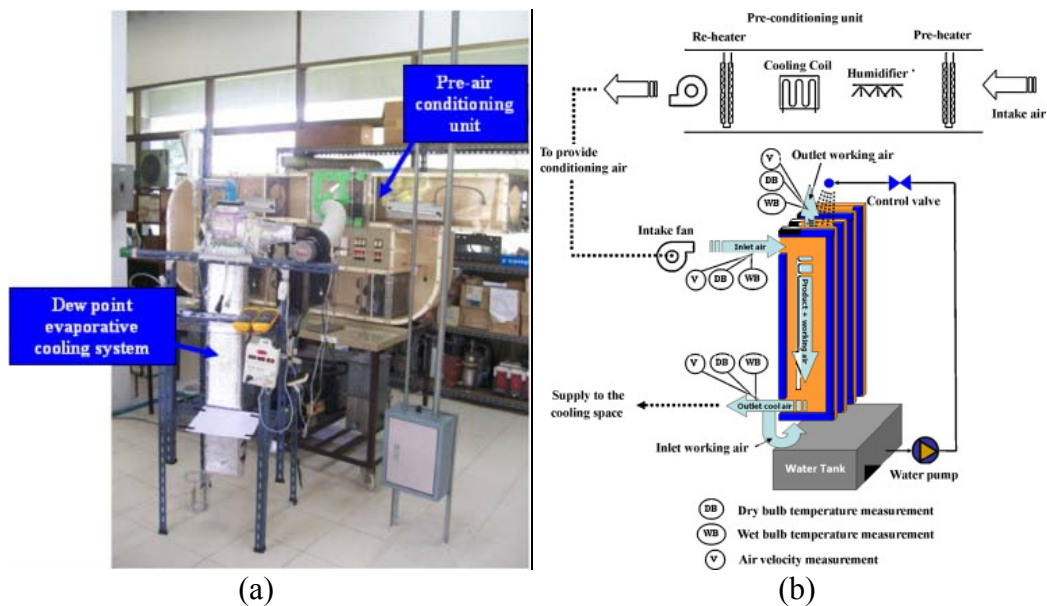 Pre-air
conditioning
unit
Dew point
evaporative
cooling system
(a)
Pre-conditioning unit
Re-heater
Pre-heater
Cooling Coil
Humidifier
Intake air
To provide
conditioning air
V
DB
WB
Outlet working air
Control valve
Intake fan
Inlet air
V
DB
WB
Product + working air
V
DB
WB
Supply to the
cooling space
Outlet cool air
Inlet working air
Water Tank
Water pump
DB Dry bulb temperature measurement
WB Wet bulb temperature measurement
V Air velocity measurement
(b)